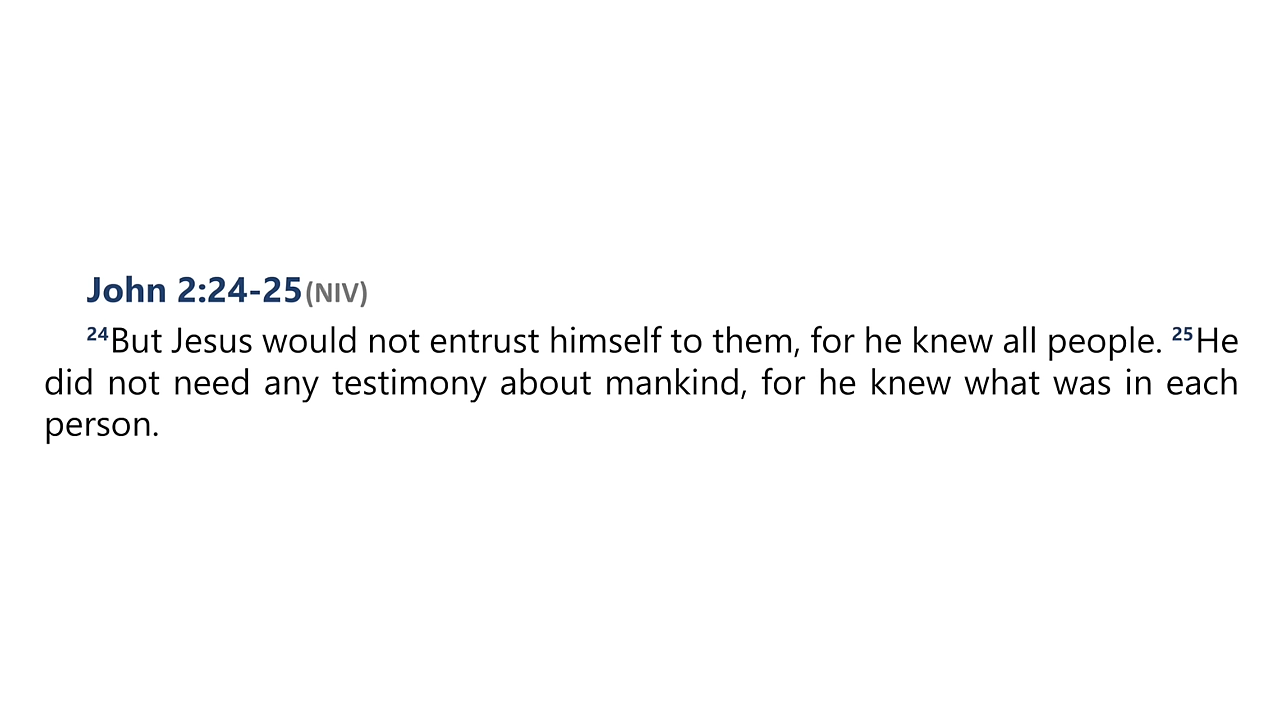 John 2:24-25(NIV)
24But Jesus would not entrust himself to them, for he knew all people. 25He
did not need any testimony about mankind, for he knew what was in each
person.